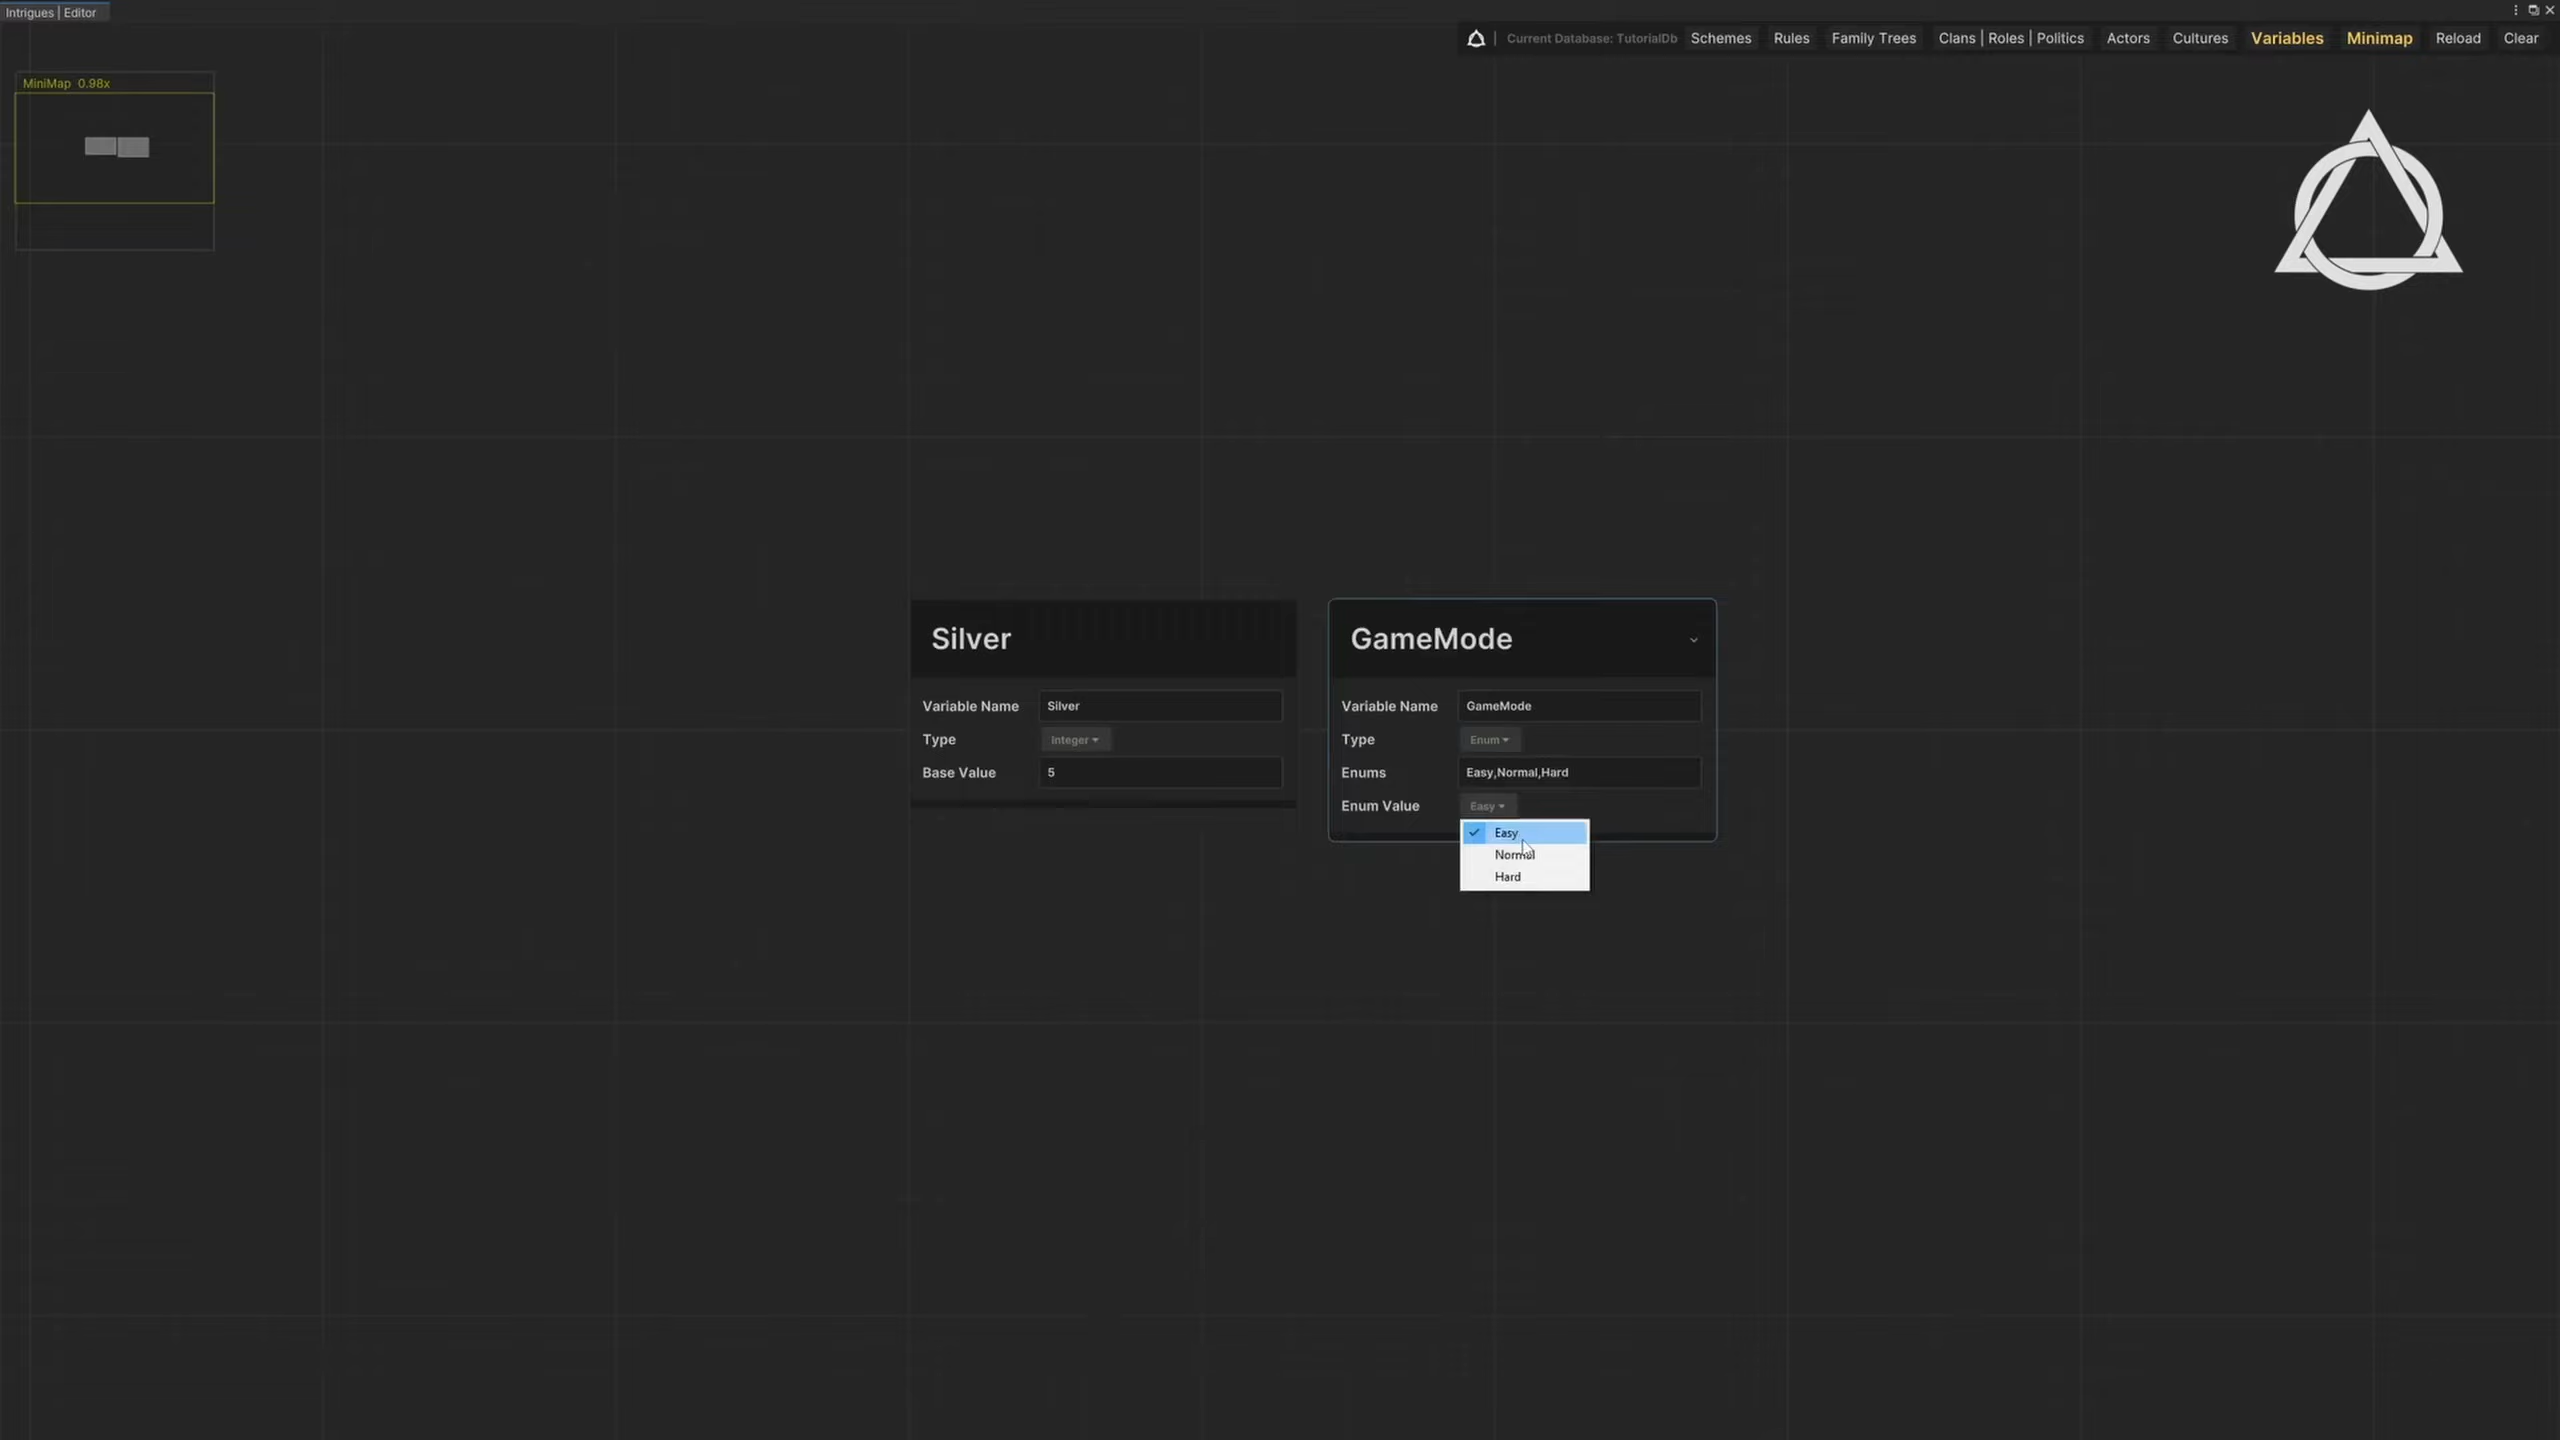 Intrigues | Editor
Current Database: TutorialDb Schemes Rules Family Trees Clans | Roles | Politics Actors Cultures Variables Minimap Reload Clear
MiniMap 0.98x
Silver
Variable Name Silver
Type Integer
Base Value 5
GameMode
Variable Name GameMode
Type Enum
Enums Easy,Normal,Hard
Enum Value Easy
Easy
Normal
Hard